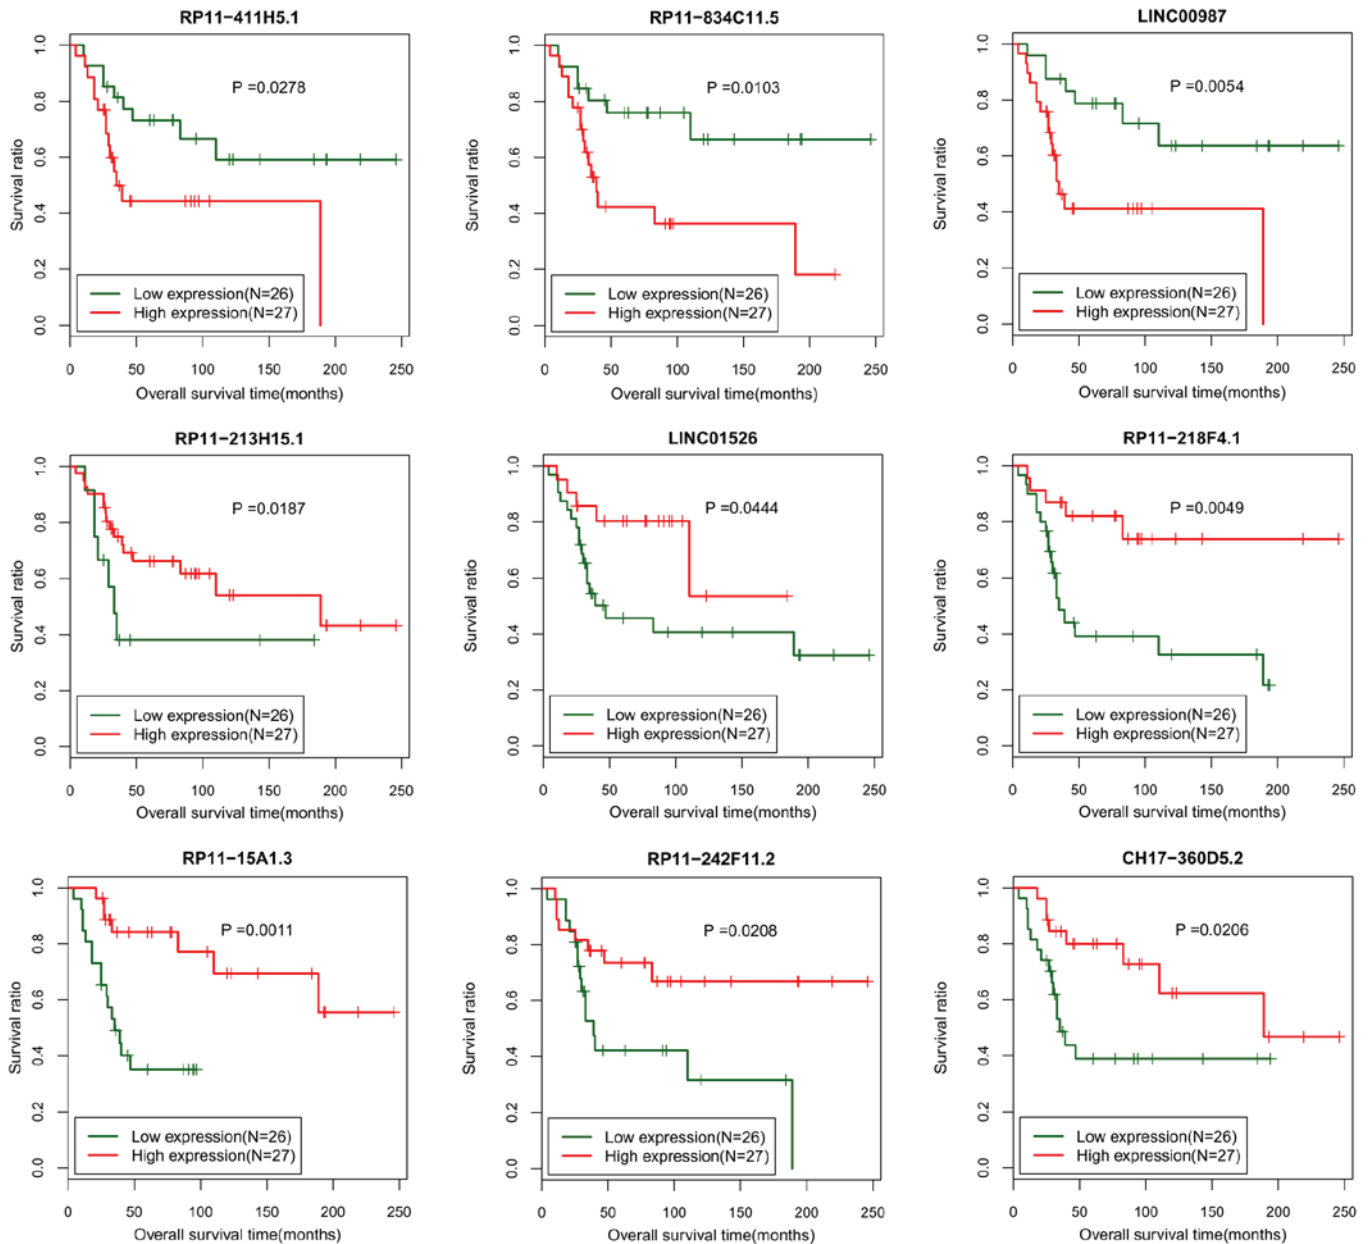 RP11−411H5.1
P =0.0278
Survival ratio
1.0
0.8
0.6
0.4
0.2
0.0
Low expression(N=26)
High expression(N=27)
0 50 100 150 200 250
Overall survival time(months)
RP11−834C11.5
P =0.0103
Survival ratio
1.0
0.8
0.6
0.4
0.2
0.0
Low expression(N=26)
High expression(N=27)
0 50 100 150 200 250
Overall survival time(months)
LINC00987
P =0.0054
Survival ratio
1.0
0.8
0.6
0.4
0.2
0.0
Low expression(N=26)
High expression(N=27)
0 50 100 150 200 250
Overall survival time(months)
RP11−213H15.1
P =0.0187
Survival ratio
1.0
0.8
0.6
0.4
0.2
0.0
Low expression(N=26)
High expression(N=27)
0 50 100 150 200 250
Overall survival time(months)
LINC01526
P =0.0444
Survival ratio
1.0
0.8
0.6
0.4
0.2
0.0
Low expression(N=26)
High expression(N=27)
0 50 100 150 200 250
Overall survival time(months)
RP11−218F4.1
P =0.0049
Survival ratio
1.0
0.8
0.6
0.4
0.2
0.0
Low expression(N=26)
High expression(N=27)
0 50 100 150 200 250
Overall survival time(months)
RP11−15A1.3
P =0.0011
Survival ratio
1.0
0.8
0.6
0.4
0.2
0.0
Low expression(N=26)
High expression(N=27)
0 50 100 150 200 250
Overall survival time(months)
RP11−242F11.2
P =0.0208
Survival ratio
1.0
0.8
0.6
0.4
0.2
0.0
Low expression(N=26)
High expression(N=27)
0 50 100 150 200 250
Overall survival time(months)
CH17−360D5.2
P =0.0206
Survival ratio
1.0
0.8
0.6
0.4
0.2
0.0
Low expression(N=26)
High expression(N=27)
0 50 100 150 200 250
Overall survival time(months)